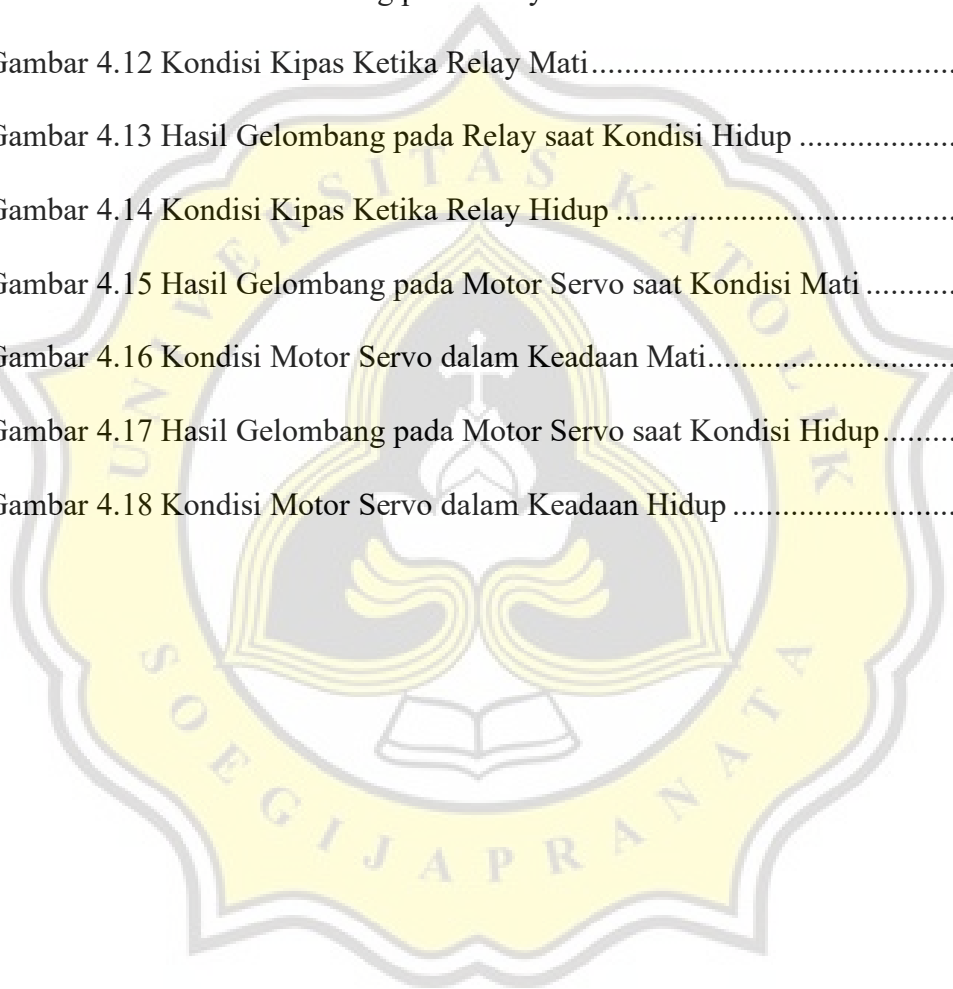 Gambar 4.12 Kondisi Kipas Ketika Relay Mati........................................
Gambar 4.13 Hasil Gelombang pada Relay saat Kondisi Hidup ...................
Gambar 4.14 Kondisi Kipas Ketika Relay Hidup ........................................
Gambar 4.15 Hasil Gelombang pada Motor Servo saat Kondisi Mati...........
Gambar 4.16 Kondisi Motor Servo dalam Keadaan Mati..............................
Gambar 4.17 Hasil Gelombang pada Motor Servo saat Kondisi Hidup.........
Gambar 4.18 Kondisi Motor Servo dalam Keadaan Hidup ...........................
UNIVERSITAS KATOLIK
SOEGIJAPRANATA